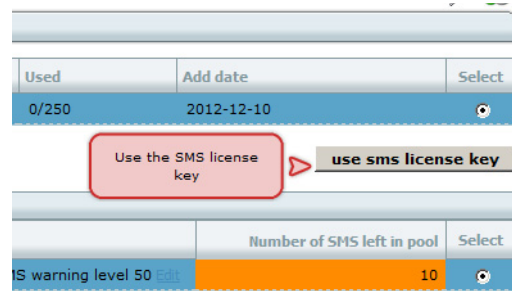 Used Add date Select
0/250 2012-12-10
Use the SMS license
key
use sms license key
Number of SMS left in pool Select
MS warning level 50 Edit 10